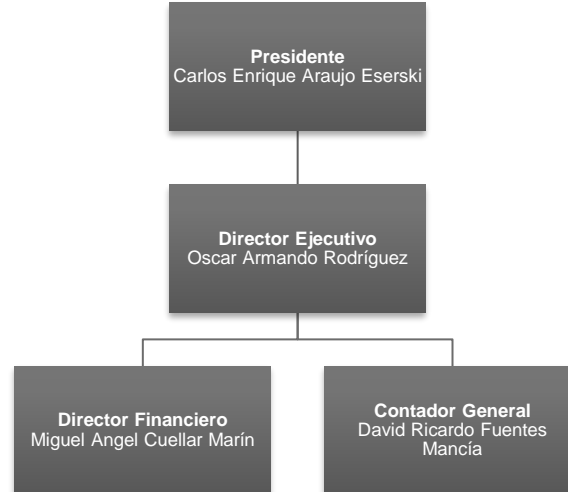 Presidente
Carlos Enrique Araujo Eserski
Director Ejecutivo
Oscar Armando Rodríguez
Director Financiero
Miguel Angel Cuellar Marín
Contador General
David Ricardo Fuentes
Mancía